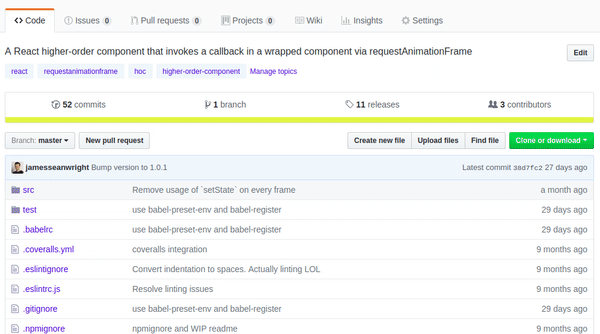 Code Issues 0 Pull requests 0 Projects 0 Wiki Insights Settings
A React higher-order component that invokes a callback in a wrapped component via requestAnimationFrame Edit
react requestanimationframe hoc higher-order-component Manage topics
52 commits 1 branch 11 releases 3 contributors
Branch: master New pull request Create new file Upload files Find file Clone or download
jamesseanwright Bump version to 1.0.1 Latest commit 38d7fc2 27 days ago
src Remove usage of `setState` on every frame a month ago
test use babel-preset-env and babel-register 29 days ago
.babelrc use babel-preset-env and babel-register 29 days ago
.coveralls.yml coveralls integration 9 months ago
.eslintignore Convert indentation to spaces. Actually linting LOL 9 months ago
.eslintrc.js Resolve linting issues 9 months ago
.gitignore use babel-preset-env and babel-register 29 days ago
.npmignore npmignore and WIP readme 9 months ago